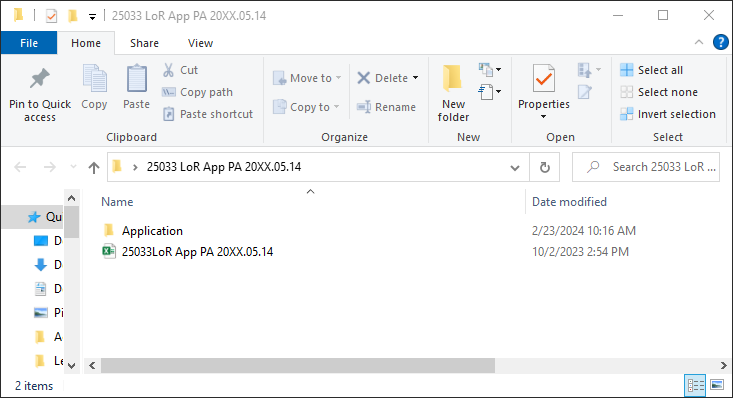 25033 LoR App PA 20XX.05.14
File Home Share View
Pin to Quick access
Copy
Paste
Cut
Copy path
Paste shortcut
Clipboard
Move to
Copy to
Delete
Rename
Organize
New folder
New
Properties
Open
Select all
Select none
Invert selection
Select
25033 LoR App PA 20XX.05.14
Search 25033 LoR ...
Name Date modified
Application 2/23/2024 10:16 AM
25033LoR App PA 20XX.05.14 10/2/2023 2:54 PM
Qu
D
D
D
Pi
A
Le
2 items